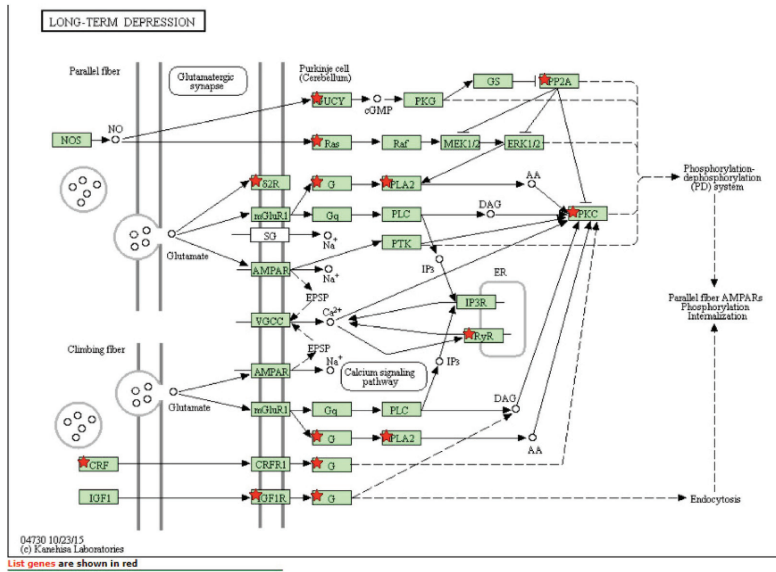 LONG-TERM DEPRESSION
Parallel fiber
Glutamatergic
synapse
Purkinje cell
(Cerebellum)
GUCY
cGMP
PKG
GS
PP2A
NOS
NO
Ras
Raf
MEK1/2
ERK1/2
Phosphorylation-
dephosphorylation
(PD) system
S2R
G
PLA2
AA
mGluR1
Gq
PLC
DAG
PKC
SG
Na+
PTK
Glutamate
AMPAR
Na+
IP3
ER
EPSP
IP3R
Parallel fiber AMPARs
Phosphorylation
Internalization
VGCC
Ca2+
RyR
EPSP
Climbing fiber
Na+
Calcium signaling
pathway
IP3
AMPAR
Glutamate
mGluR1
Gq
PLC
DAG
G
PLA2
AA
CRF
CRFR1
G
IGF1
IGF1R
G
Endocytosis
04730 10/23/15
(c) Kanehisa Laboratories
List genes are shown in red